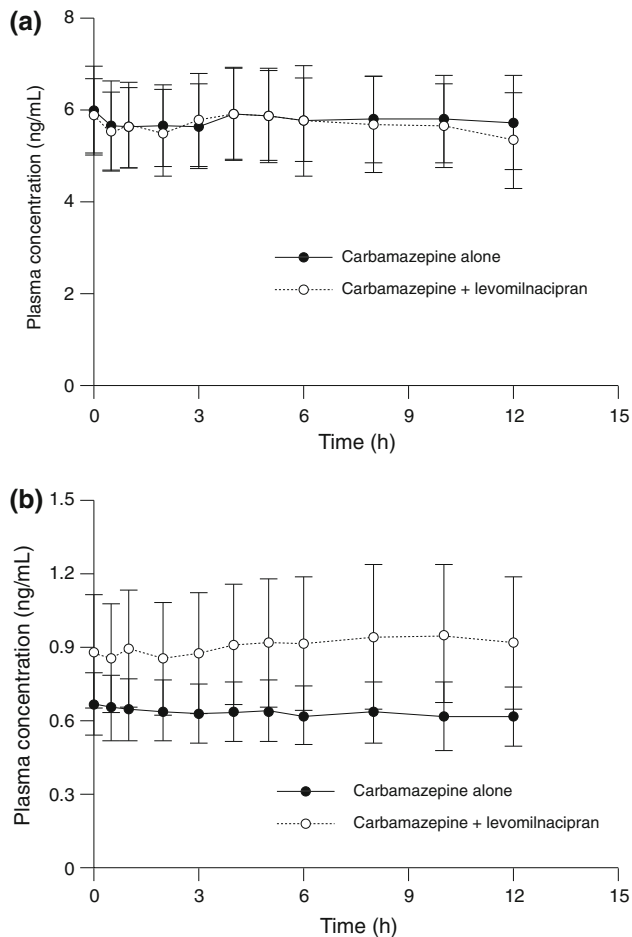 (a)
8
6
4
2
0
Plasma concentration (ng/mL)
Carbamazepine alone
Carbamazepine + levomilnacipran
0 3 6 9 12 15
Time (h)
(b)
1.5
1.2
0.9
0.6
0.3
0
Plasma concentration (ng/mL)
Carbamazepine alone
Carbamazepine + levomilnacipran
0 3 6 9 12 15
Time (h)